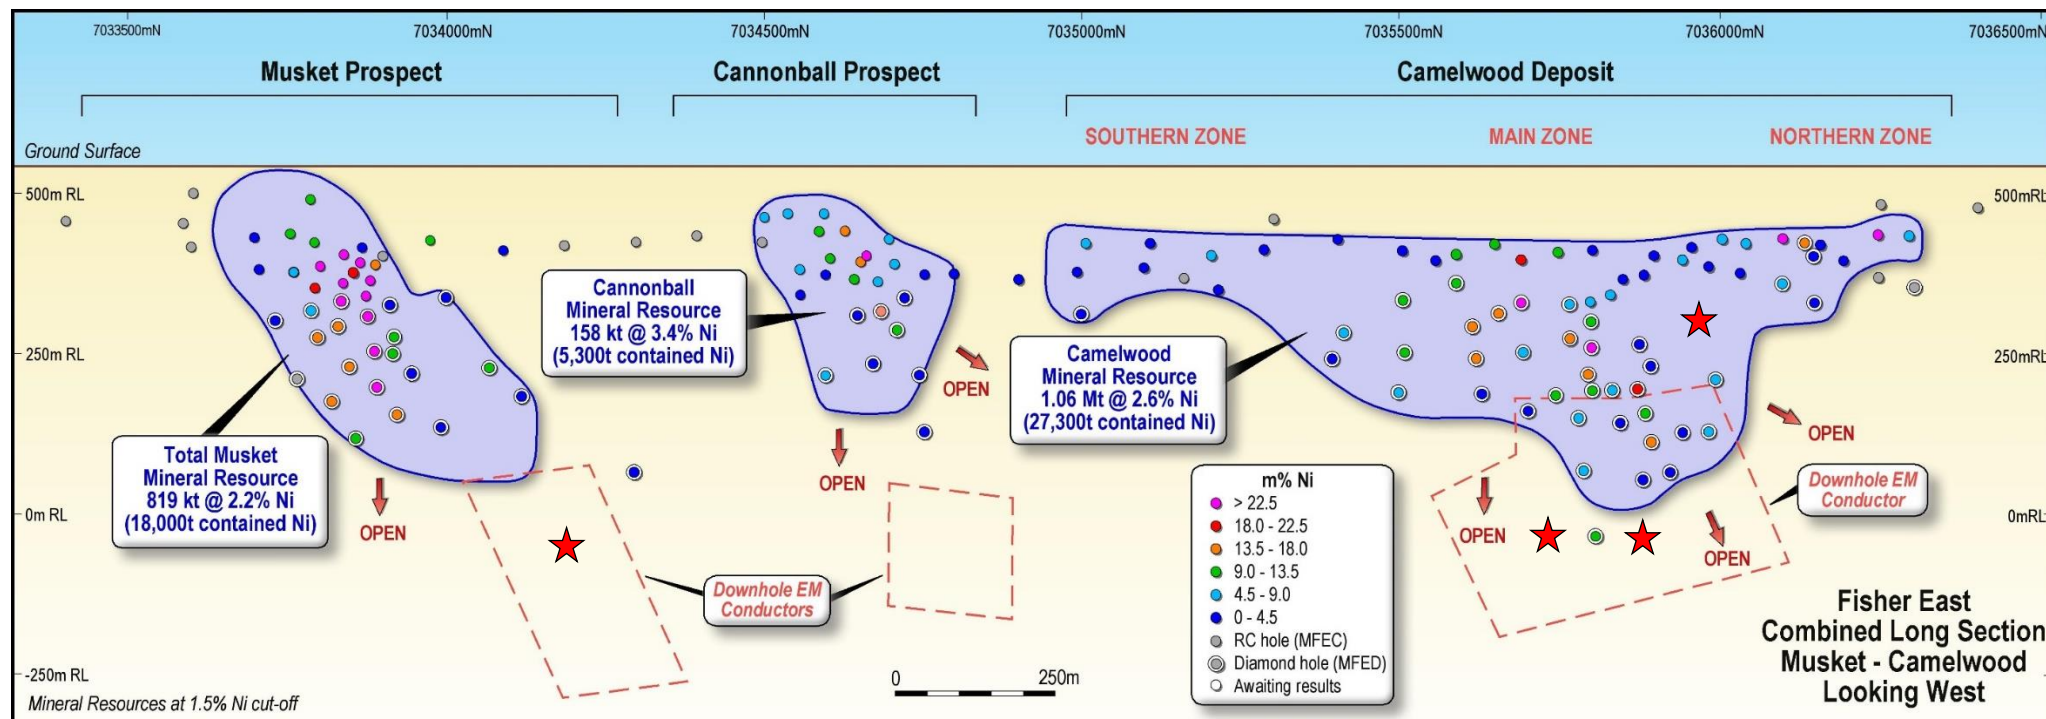 7033500mN
7034000mN
7034500mN
7035000mN
7035500mN
7036000mN
7036500mN
Musket Prospect
Cannonball Prospect
Camelwood Deposit
SOUTHERN ZONE
MAIN ZONE
NORTHERN ZONE
Ground Surface
500m RL
500mRL
250m RL
250mRL
0m RL
0mRL
-250m RL
Cannonball
Mineral Resource
158 kt @ 3.4% Ni
(5,300t contained Ni)
OPEN
OPEN
Camelwood
Mineral Resource
1.06 Mt @ 2.6% Ni
(27,300t contained Ni)
OPEN
OPEN
OPEN
Total Musket
Mineral Resource
819 kt @ 2.2% Ni
(18,000t contained Ni)
OPEN
Downhole EM
Conductors
Downhole EM
Conductor
m% Ni
> 22.5
18.0 - 22.5
13.5 - 18.0
9.0 - 13.5
4.5 - 9.0
0 - 4.5
RC hole (MFEC)
Diamond hole (MFED)
Awaiting results
0
250m
Fisher East
Combined Long Section
Musket - Camelwood
Looking West
Mineral Resources at 1.5% Ni cut-off